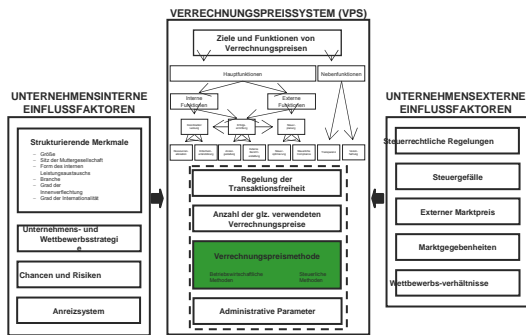 VERRECHNUNGSPREISSYSTEM (VPS)
Ziele und Funktionen von
Verrechnungspreisen
Hauptfunktionen
Nebenfunktionen
Interne
Funktionen
Externe
Funktionen
UNTERNEHMENSINTERNE
EINFLUSSFAKTOREN
Strukturierende Merkmale
– Größe
– Sitz der Muttergesellschaft
– Form des internen
Leistungsaustauschs
– Branche
– Grad der
Innenverflechtung
– Grad der Internationalität
Unternehmens- und
Wettbewerbsstrategi
e
Chancen und Risiken
Anreizsystem
Regelung der
Transaktionsfreiheit
Anzahl der glz. verwendeten
Verrechnungspreise
Verrechnungspreismethode
Betriebswirtschaftliche
Methoden
Steuerliche
Methoden
Administrative Parameter
UNTERNEHMENSEXTERNE
EINFLUSSFAKTOREN
Steuerrechtliche Regelungen
Steuergefälle
Externer Marktpreis
Marktgegebenheiten
Wettbewerbs-verhältnisse